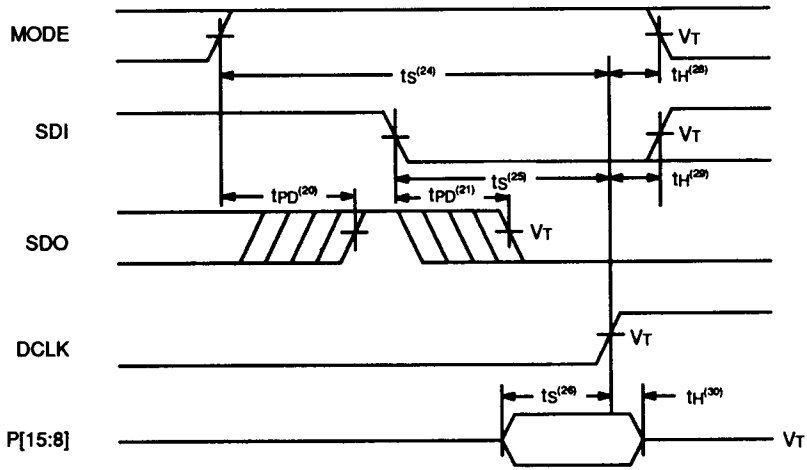 MODE
VT
tS(24)
tH(28)
SDI
VT
tS(25)
tH(29)
tPD(20)
tPD(21)
SDO
VT
DCLK
VT
tS(26)
tH(30)
P[15:8]
VT